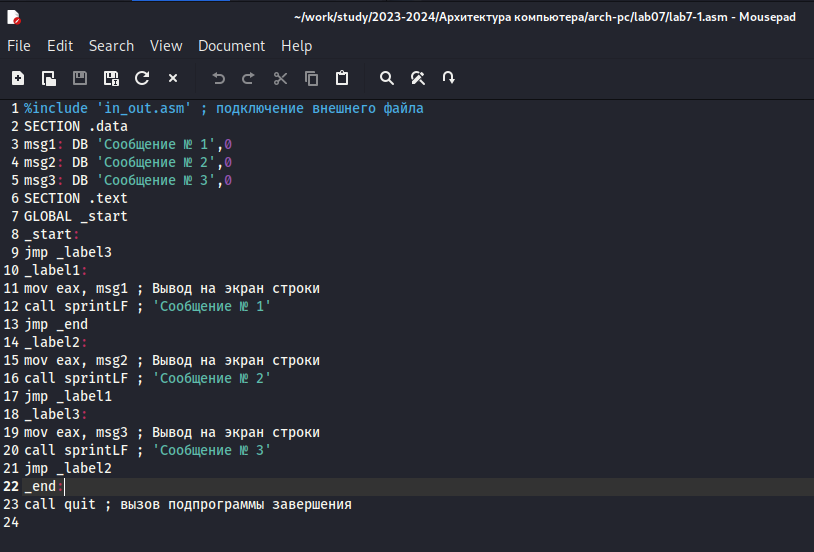 ~/work/study/2023-2024/Архитектура компьютера/arch-pc/lab07/lab7-1.asm - Mousepad
File Edit Search View Document Help
1 %include 'in_out.asm' ; подключение внешнего файла
2 SECTION .data
3 msg1: DB 'Сообщение № 1',0
4 msg2: DB 'Сообщение № 2',0
5 msg3: DB 'Сообщение № 3',0
6 SECTION .text
7 GLOBAL _start
8 _start:
9 jmp _label3
10 _label1:
11 mov eax, msg1 ; Вывод на экран строки
12 call sprintLF ; 'Сообщение № 1'
13 jmp _end
14 _label2:
15 mov eax, msg2 ; Вывод на экран строки
16 call sprintLF ; 'Сообщение № 2'
17 jmp _label1
18 _label3:
19 mov eax, msg3 ; Вывод на экран строки
20 call sprintLF ; 'Сообщение № 3'
21 jmp _label2
22 _end:
23 call quit ; вызов подпрограммы завершения
24